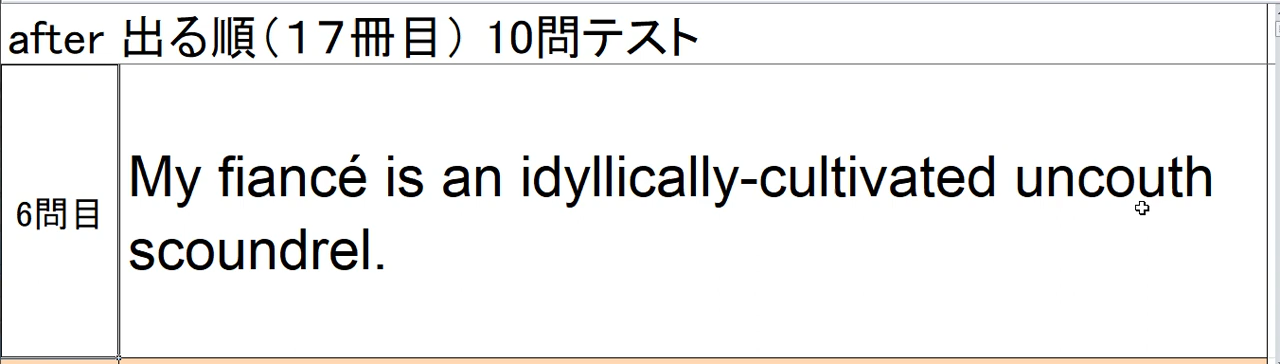 after 出る順（１７冊目） 10問テスト
6問目
My fiancé is an idyllically-cultivated uncouth
scoundrel.